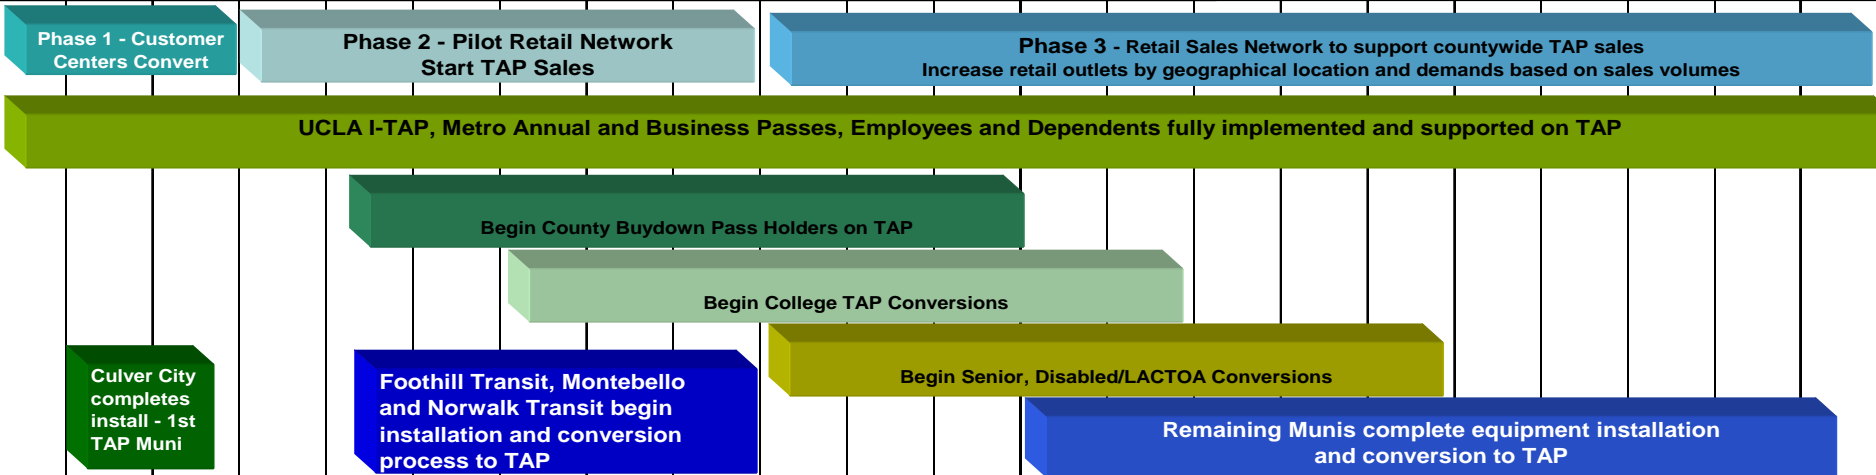 Phase 1 - Customer
Centers Convert
Phase 2 - Pilot Retail Network
Start TAP Sales
Phase 3 - Retail Sales Network to support countywide TAP sales
Increase retail outlets by geographical location and demands based on sales volumes
UCLA I-TAP, Metro Annual and Business Passes, Employees and Dependents fully implemented and supported on TAP
Begin County Buydown Pass Holders on TAP
Begin College TAP Conversions
Begin Senior, Disabled/LACTOA Conversions
Culver City
completes
install - 1st
TAP Muni
Foothill Transit, Montebello
and Norwalk Transit begin
installation and conversion
process to TAP
Remaining Munis complete equipment installation
and conversion to TAP